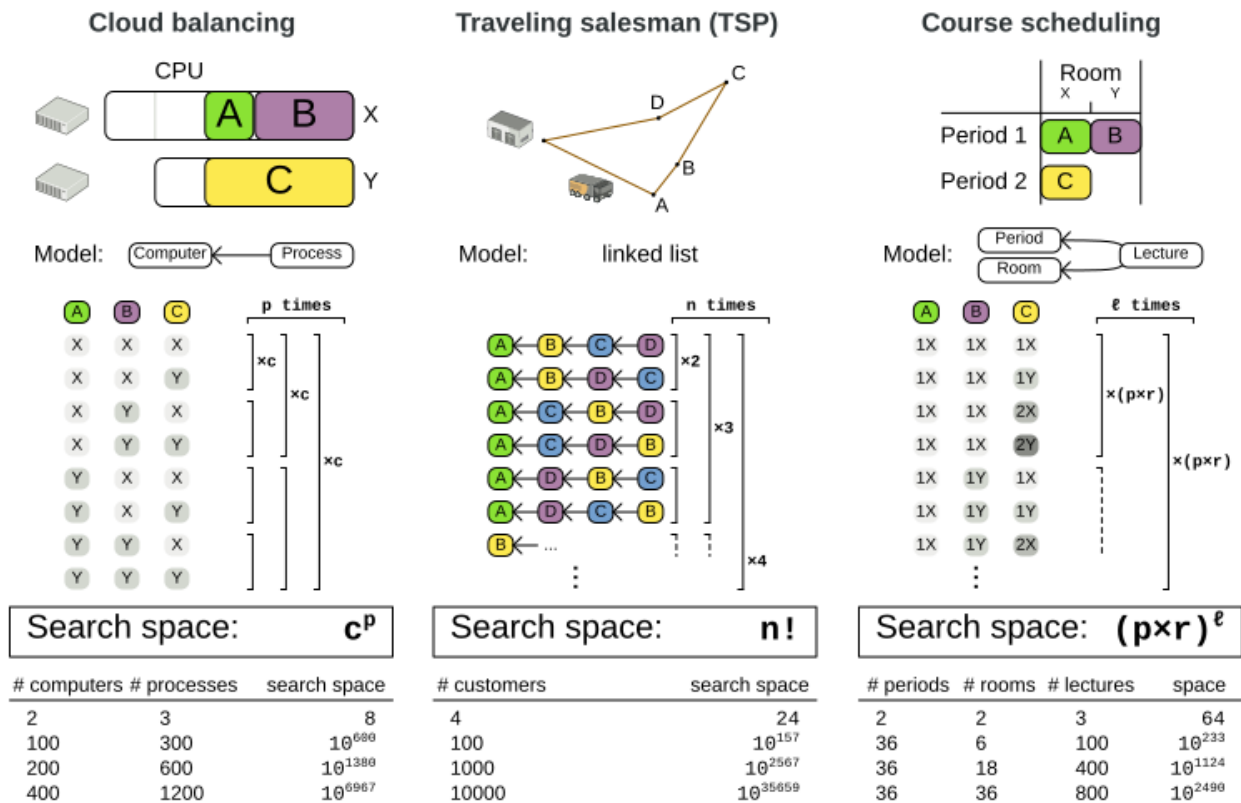 Cloud balancing
CPU
A B X
C Y
Model: Computer Process
p times
A B C
X X X
X X Y
X Y X
X Y Y
Y X X
Y X Y
Y Y X
Y Y Y
×c
×c
×c
Search space: c^p
# computers # processes search space
2 3 8
100 300 10^600
200 600 10^1380
400 1200 10^6967
Traveling salesman (TSP)
C
D
B
A
Model: linked list
n times
A B C D
A B D C
A C B D
A C D B
A D B C
A D C B
B ...
×2
×3
×4
Search space: n!
# customers search space
4 24
100 10^157
1000 10^2567
10000 10^35659
Course scheduling
Room
X Y
Period 1 A B
Period 2 C
Model: Period Lecture
Room
ℓ times
A B C
1X 1X 1X
1X 1X 1Y
1X 1X 2X
1X 1X 2Y
1X 1Y 1X
1X 1Y 1Y
1X 1Y 2X
×(p×r)
×(p×r)
Search space: (p×r)^ℓ
# periods # rooms # lectures space
2 2 3 64
36 6 100 10^233
36 18 400 10^1124
36 36 800 10^2490